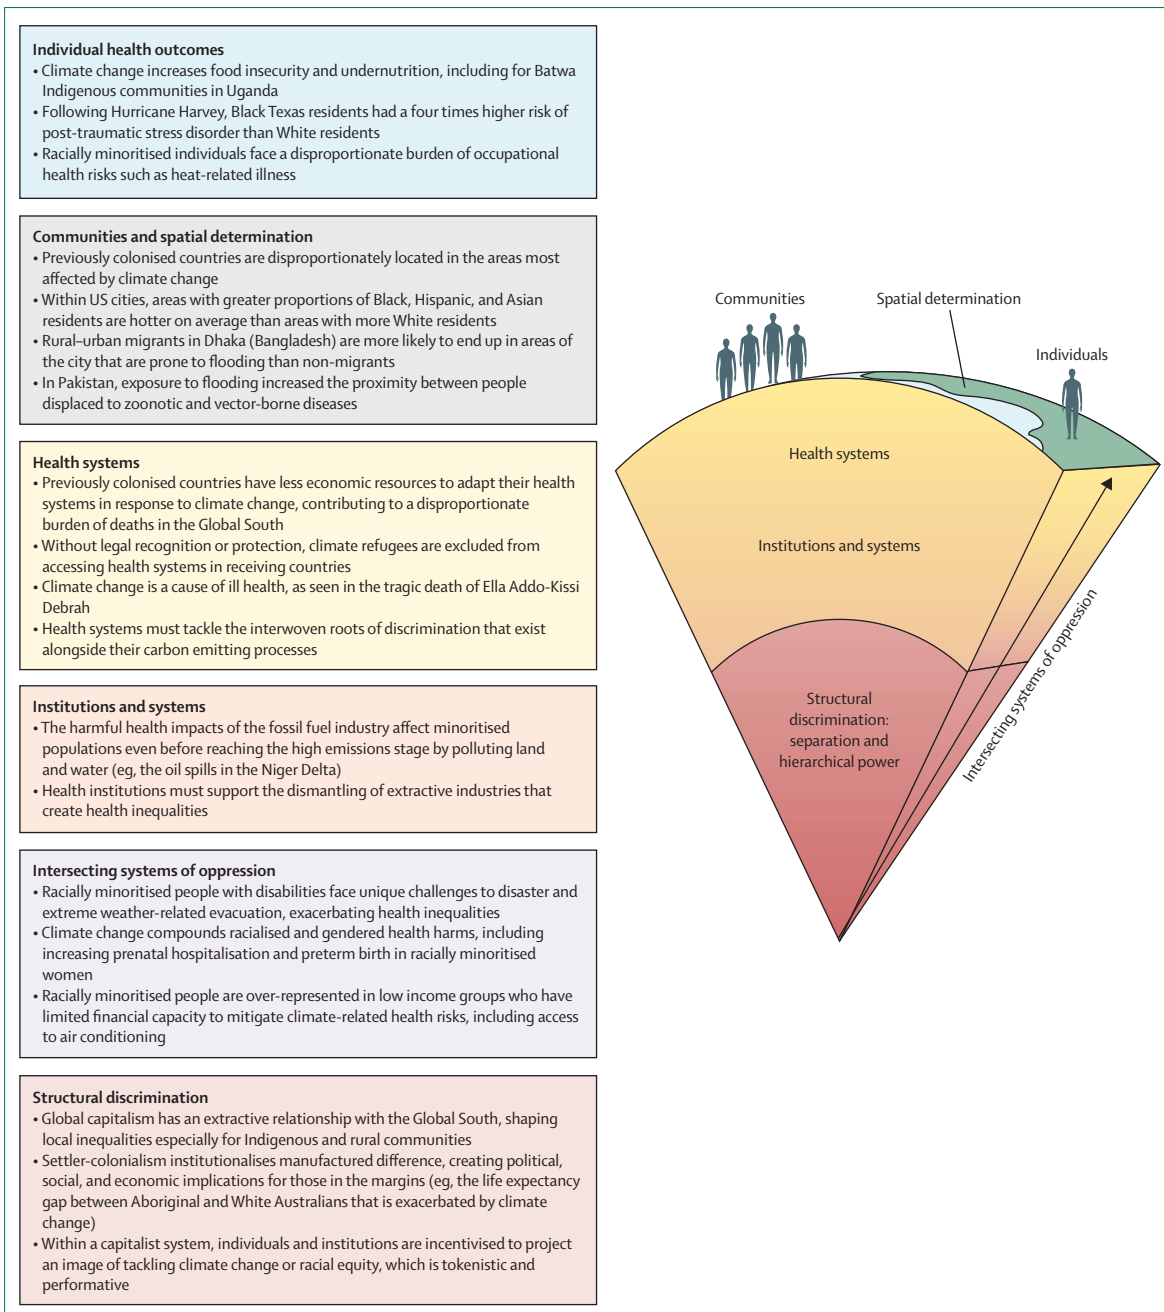 Individual health outcomes
• Climate change increases food insecurity and undernutrition, including for Batwa
Indigenous communities in Uganda
• Following Hurricane Harvey, Black Texas residents had a four times higher risk of
post-traumatic stress disorder than White residents
• Racially minoritised individuals face a disproportionate burden of occupational
health risks such as heat-related illness
Communities and spatial determination
• Previously colonised countries are disproportionately located in the areas most
affected by climate change
• Within US cities, areas with greater proportions of Black, Hispanic, and Asian
residents are hotter on average than areas with more White residents
• Rural–urban migrants in Dhaka (Bangladesh) are more likely to end up in areas of
the city that are prone to flooding than non-migrants
• In Pakistan, exposure to flooding increased the proximity between people
displaced to zoonotic and vector-borne diseases
Health systems
• Previously colonised countries have less economic resources to adapt their health
systems in response to climate change, contributing to a disproportionate
burden of deaths in the Global South
• Without legal recognition or protection, climate refugees are excluded from
accessing health systems in receiving countries
• Climate change is a cause of ill health, as seen in the tragic death of Ella Addo-Kissi
Debrah
• Health systems must tackle the interwoven roots of discrimination that exist
alongside their carbon emitting processes
Institutions and systems
• The harmful health impacts of the fossil fuel industry affect minoritised
populations even before reaching the high emissions stage by polluting land
and water (eg, the oil spills in the Niger Delta)
• Health institutions must support the dismantling of extractive industries that
create health inequalities
Intersecting systems of oppression
• Racially minoritised people with disabilities face unique challenges to disaster and
extreme weather-related evacuation, exacerbating health inequalities
• Climate change compounds racialised and gendered health harms, including
increasing prenatal hospitalisation and preterm birth in racially minoritised
women
• Racially minoritised people are over-represented in low income groups who have
limited financial capacity to mitigate climate-related health risks, including access
to air conditioning
Structural discrimination
• Global capitalism has an extractive relationship with the Global South, shaping
local inequalities especially for Indigenous and rural communities
• Settler-colonialism institutionalises manufactured difference, creating political,
social, and economic implications for those in the margins (eg, the life expectancy
gap between Aboriginal and White Australians that is exacerbated by climate
change)
• Within a capitalist system, individuals and institutions are incentivised to project
an image of tackling climate change or racial equity, which is tokenistic and
performative
Communities
Spatial determination
Individuals
Health systems
Institutions and systems
Structural
discrimination:
separation and
hierarchical power
Intersecting systems of oppression